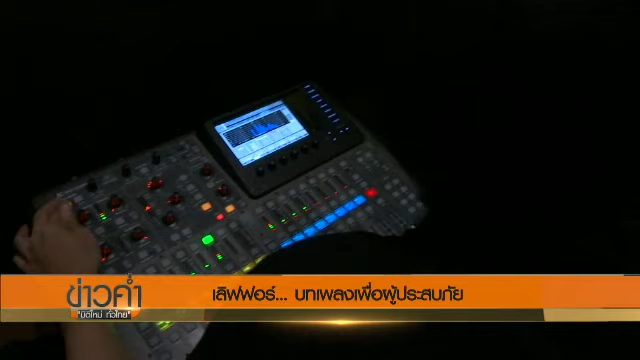 ข่าวค่ำ
"มิติใหม่ ทั่วไทย"
เลิฟฟอร์... บทเพลงเพื่อผู้ประสบภัย